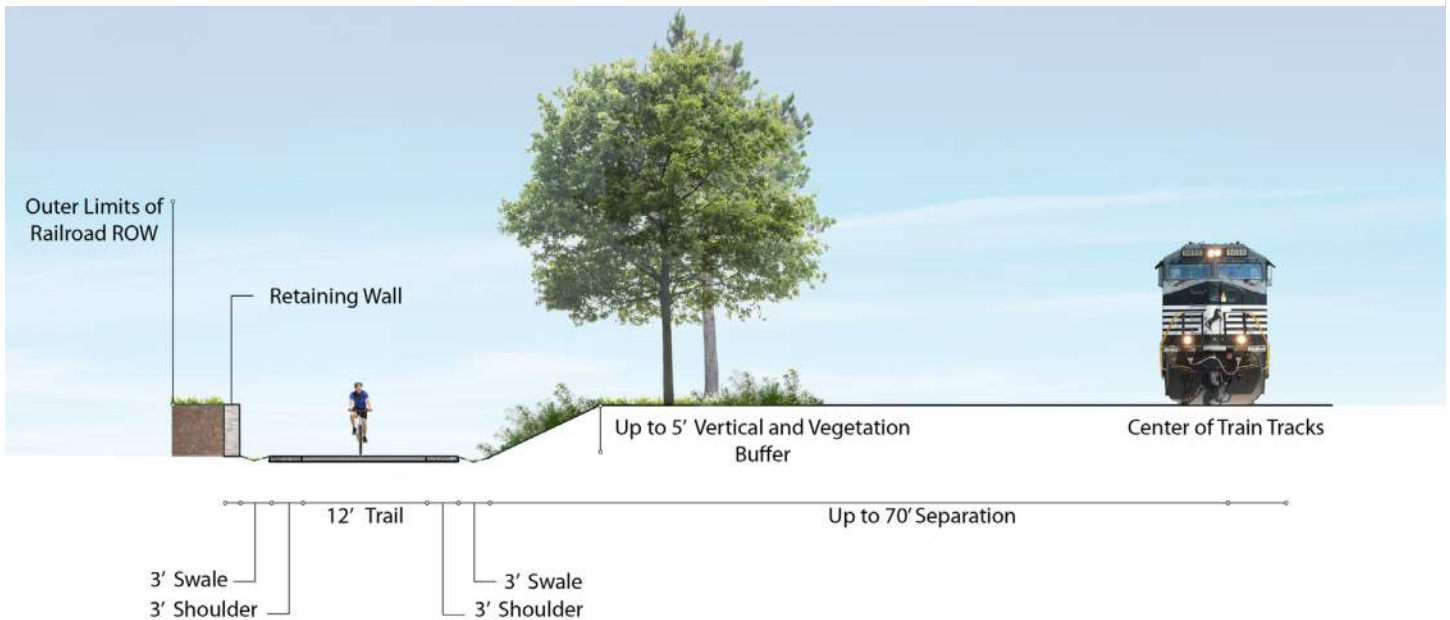 Outer Limits of
Railroad ROW
Retaining Wall
Up to 5’ Vertical and Vegetation
Buffer
Center of Train Tracks
12’ Trail
Up to 70’ Separation
3’ Swale
3’ Swale
3’ Shoulder
3’ Shoulder